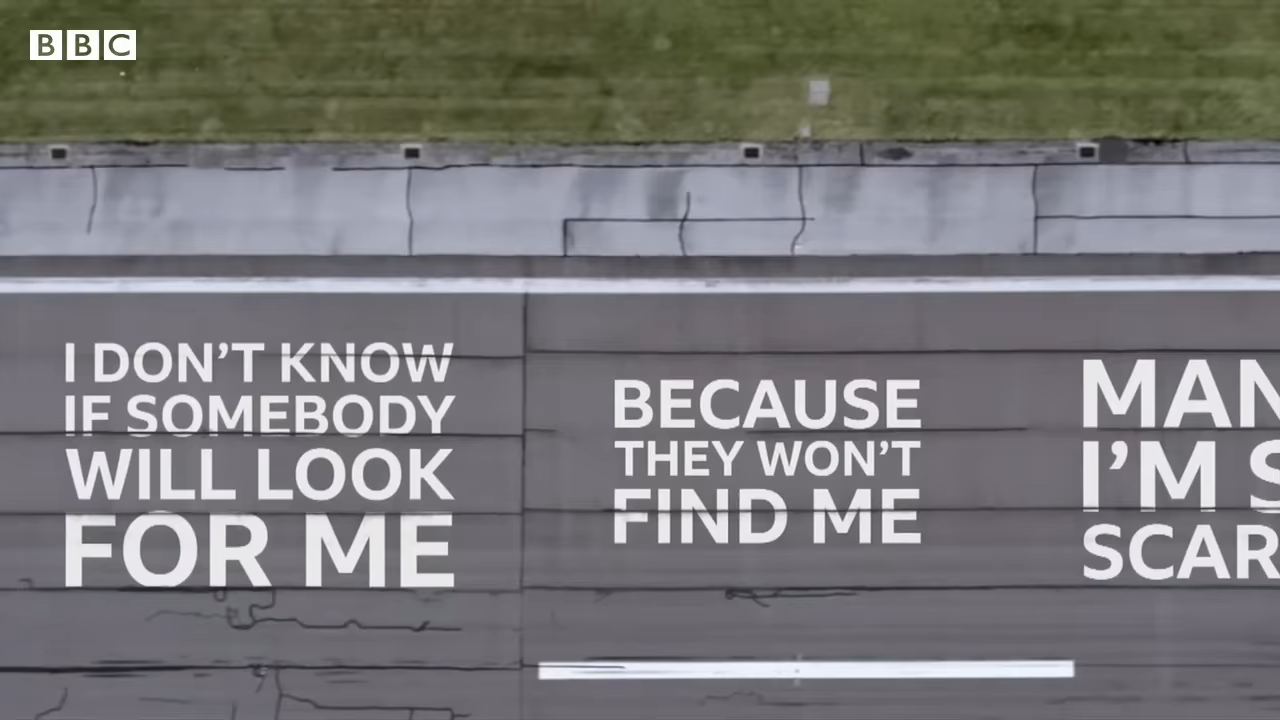 BBC
I DON'T KNOW
IF SOMEBODY
WILL LOOK
FOR ME
BECAUSE
THEY WON'T
FIND ME
I'M